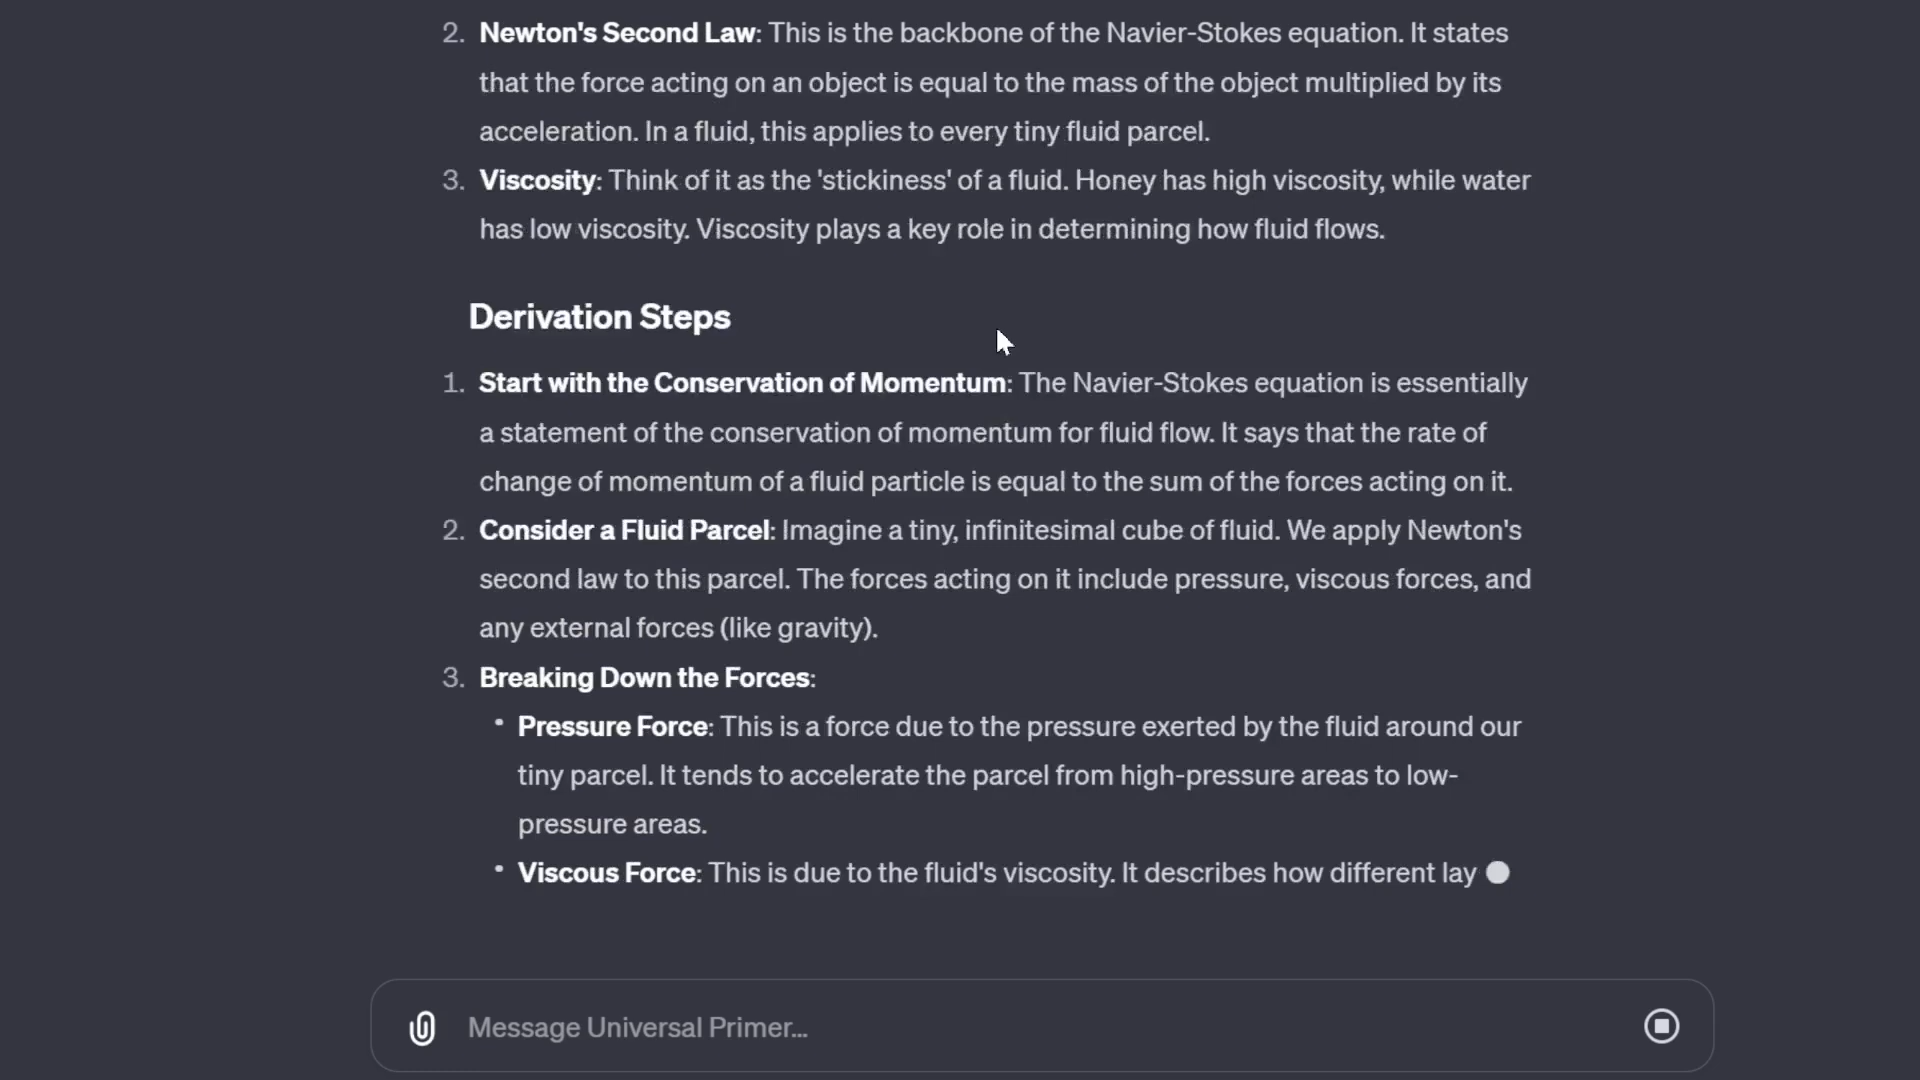 2. Newton's Second Law: This is the backbone of the Navier-Stokes equation. It states
that the force acting on an object is equal to the mass of the object multiplied by its
acceleration. In a fluid, this applies to every tiny fluid parcel.
3. Viscosity: Think of it as the 'stickiness' of a fluid. Honey has high viscosity, while water
has low viscosity. Viscosity plays a key role in determining how fluid flows.
Derivation Steps
1. Start with the Conservation of Momentum: The Navier-Stokes equation is essentially
a statement of the conservation of momentum for fluid flow. It says that the rate of
change of momentum of a fluid particle is equal to the sum of the forces acting on it.
2. Consider a Fluid Parcel: Imagine a tiny, infinitesimal cube of fluid. We apply Newton's
second law to this parcel. The forces acting on it include pressure, viscous forces, and
any external forces (like gravity).
3. Breaking Down the Forces:
• Pressure Force: This is a force due to the pressure exerted by the fluid around our
tiny parcel. It tends to accelerate the parcel from high-pressure areas to low-
pressure areas.
• Viscous Force: This is due to the fluid's viscosity. It describes how different lay
Message Universal Primer...